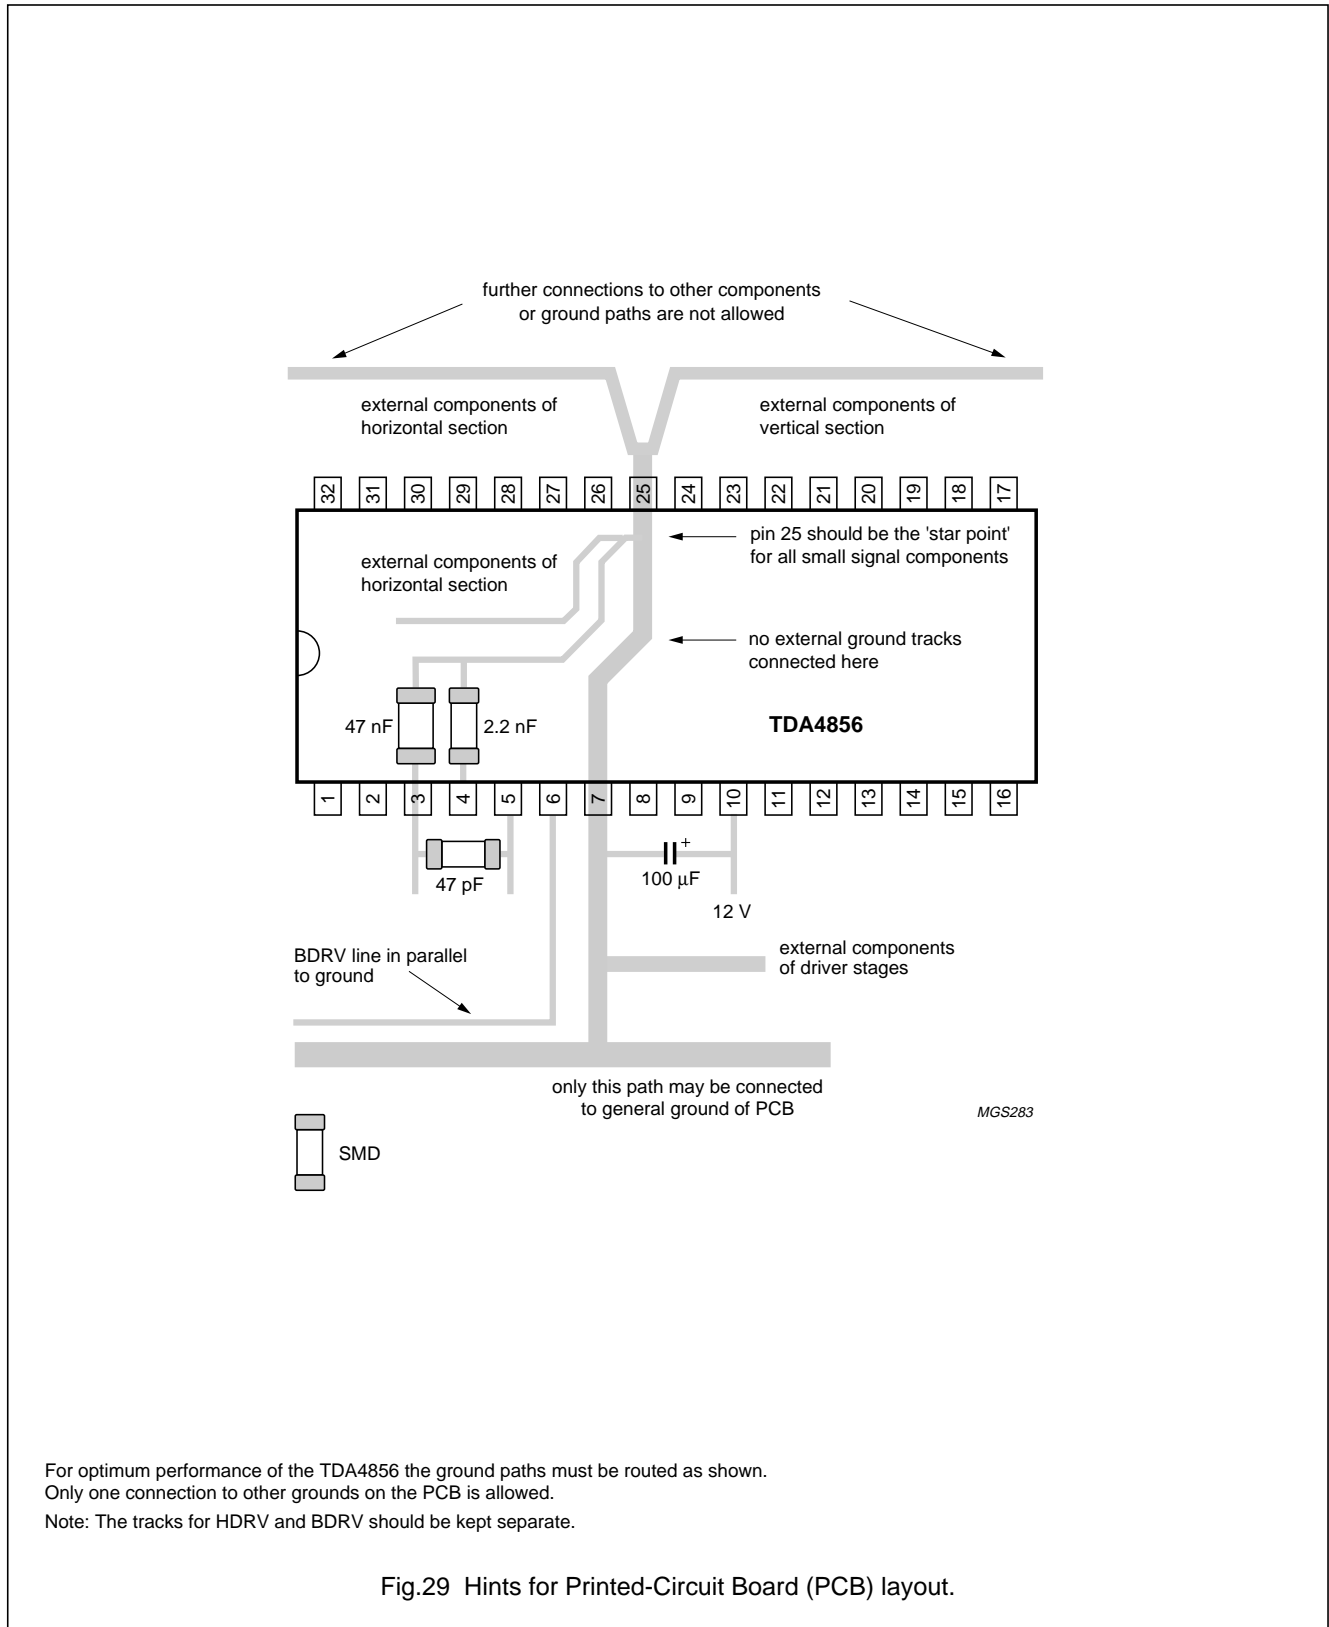 further connections to other components
or ground paths are not allowed
external components of
horizontal section
external components of
vertical section
32 31 30 29 28 27 26 25 24 23 22 21 20 19 18 17
pin 25 should be the 'star point'
for all small signal components
external components of
horizontal section
no external ground tracks
connected here
47 nF
2.2 nF
TDA4856
1 2 3 4 5 6 7 8 9 10 11 12 13 14 15 16
+
47 pF
100 μF
12 V
external components
of driver stages
BDRV line in parallel
to ground
only this path may be connected
to general ground of PCB
MGS283
SMD
For optimum performance of the TDA4856 the ground paths must be routed as shown.
Only one connection to other grounds on the PCB is allowed.
Note: The tracks for HDRV and BDRV should be kept separate.
Fig.29 Hints for Printed-Circuit Board (PCB) layout.